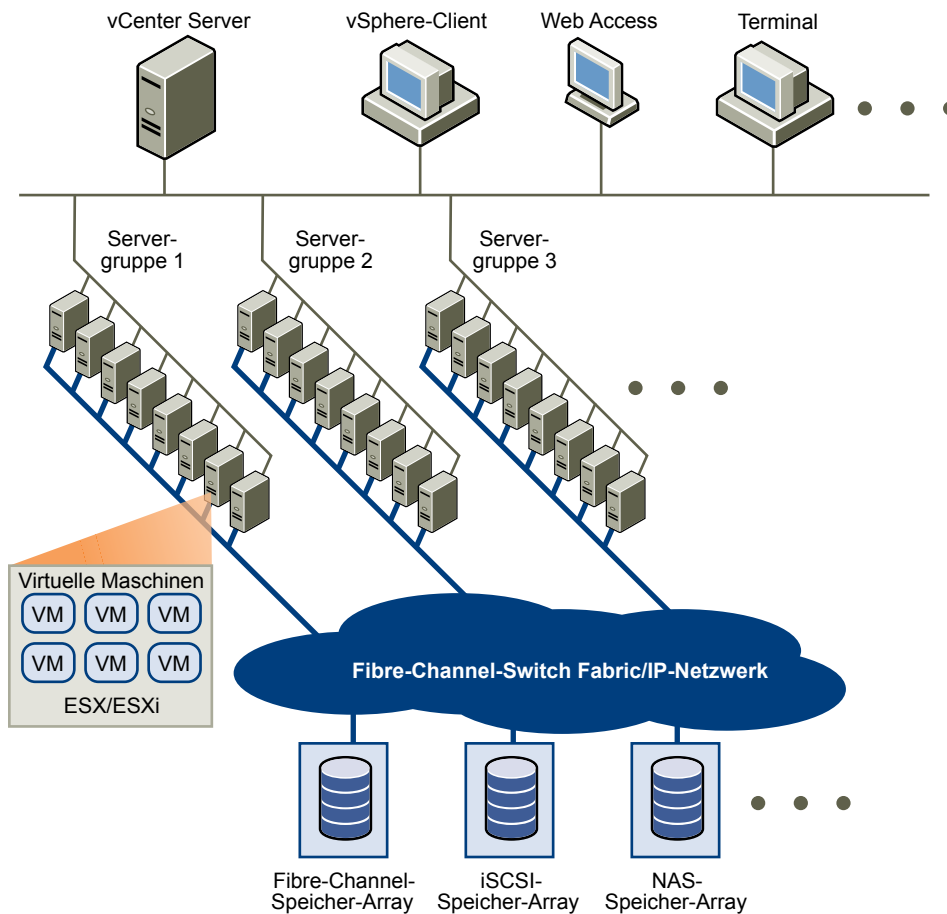 vCenter Server
vSphere-Client
Web Access
Terminal
Server-
gruppe 1
Server-
gruppe 2
Server-
gruppe 3
Virtuelle Maschinen
VM VM VM
VM VM VM
ESX/ESXi
Fibre-Channel-Switch Fabric/IP-Netzwerk
Fibre-Channel-
Speicher-Array
iSCSI-
Speicher-Array
NAS-
Speicher-Array